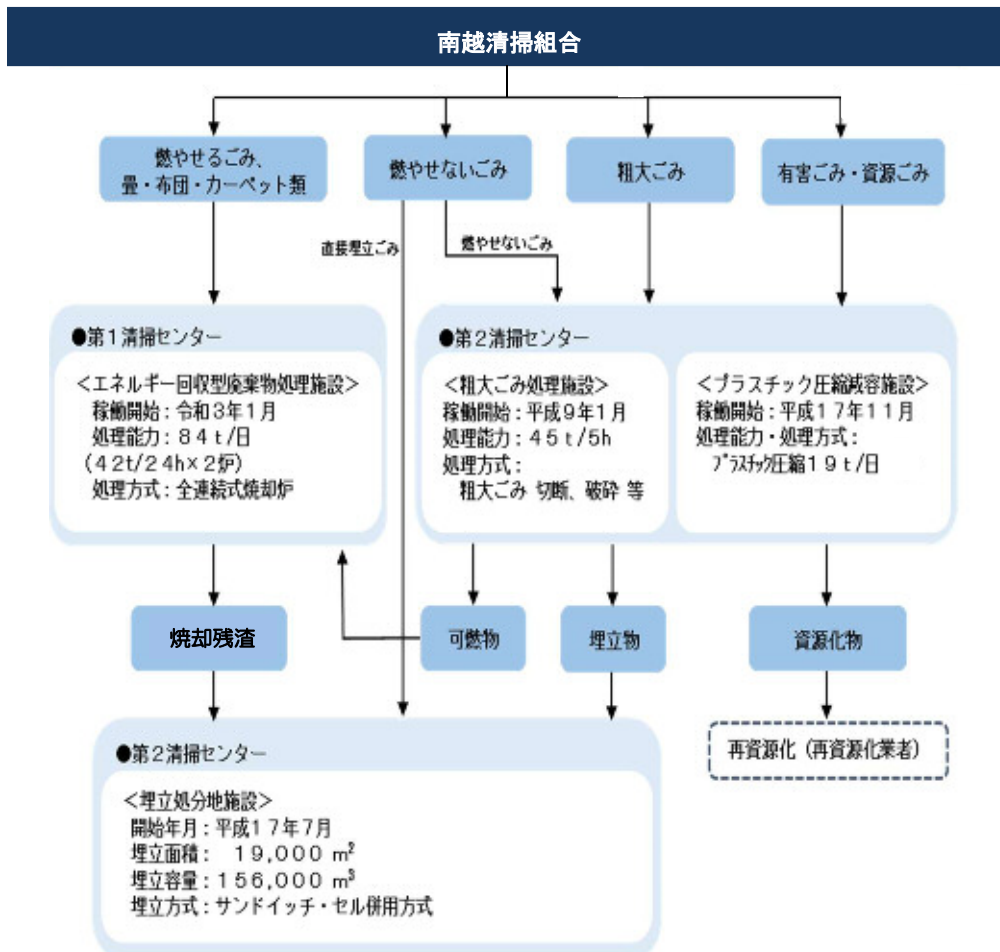 南越清掃組合
燃やせるごみ、
畳・布団・カーペット類
燃やせないごみ
粗大ごみ
有害ごみ・資源ごみ
直接埋立ごみ
燃やせないごみ
●第1清掃センター
<エネルギー回収型廃棄物処理施設>
稼働開始:令和3年1月
処理能力:84t/日
(42t/24h×2炉)
処理方式:全連続式焼却炉
●第2清掃センター
<粗大ごみ処理施設>
稼働開始:平成9年1月
処理能力:45t/5h
処理方式:
粗大ごみ 切断、破砕 等
<プラスチック圧縮減容施設>
稼働開始:平成17年11月
処理能力・処理方式:
プラスチック圧縮19t/日
焼却残渣
可燃物
埋立物
資源化物
再資源化(再資源化業者)
●第2清掃センター
<埋立処分地施設>
開始年月:平成17年7月
埋立面積: 19,000 m²
埋立容量:156,000 m³
埋立方式:サンドイッチ・セル併用方式